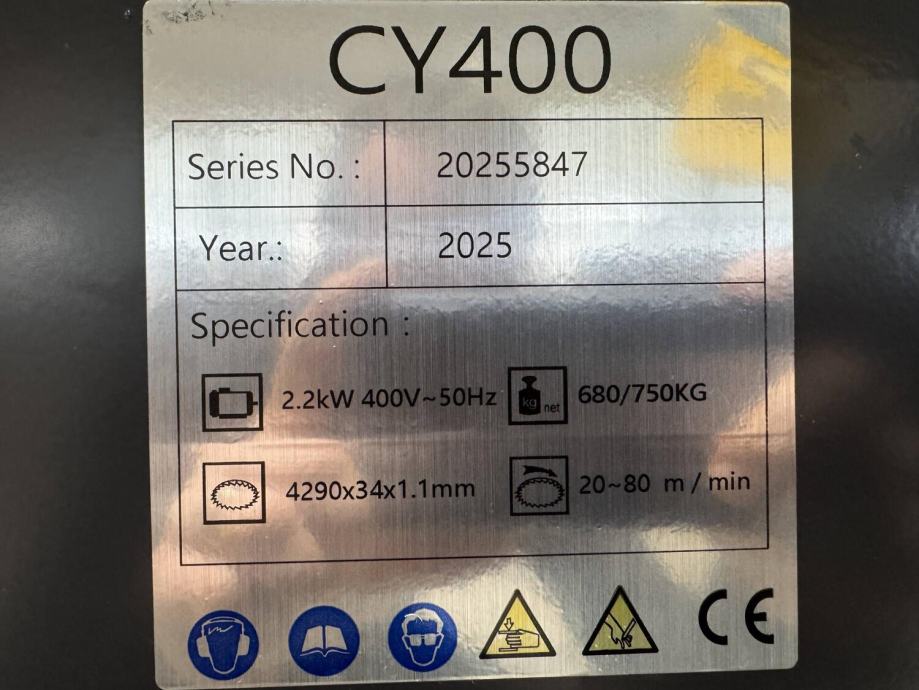 CY400
Series No. : 20255847
Year.: 2025
Specification :
2.2kW 400V~50Hz kg net 680/750KG
4290x34x1.1mm 20~80 m / min
CE